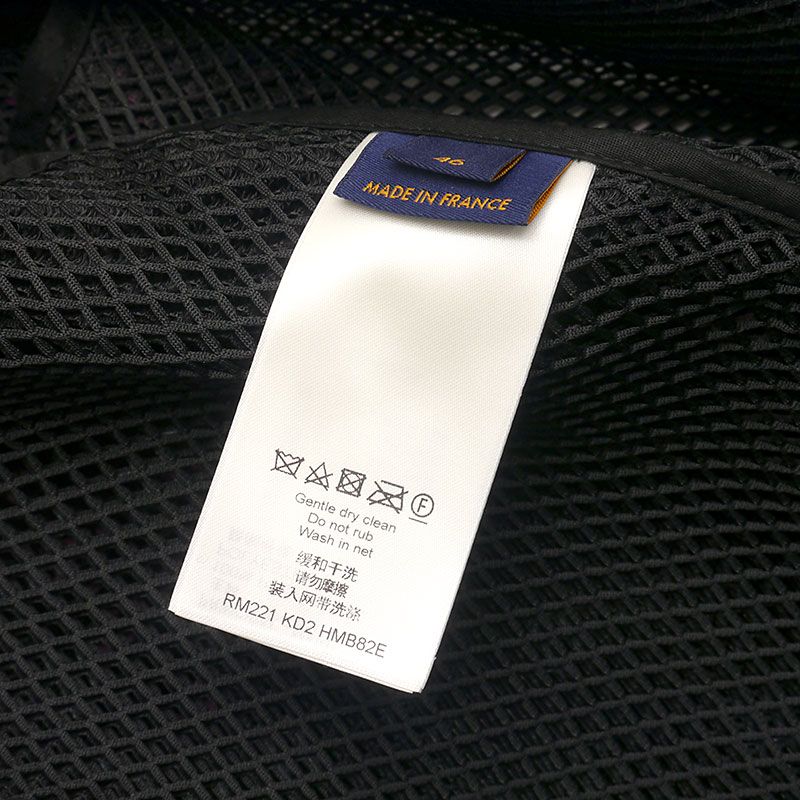 46
MADE IN FRANCE
F
Gentle dry clean
Do not rub
Wash in net
缓和干洗
请勿摩擦
装入网带洗涤
RM221 KD2 HMB82E